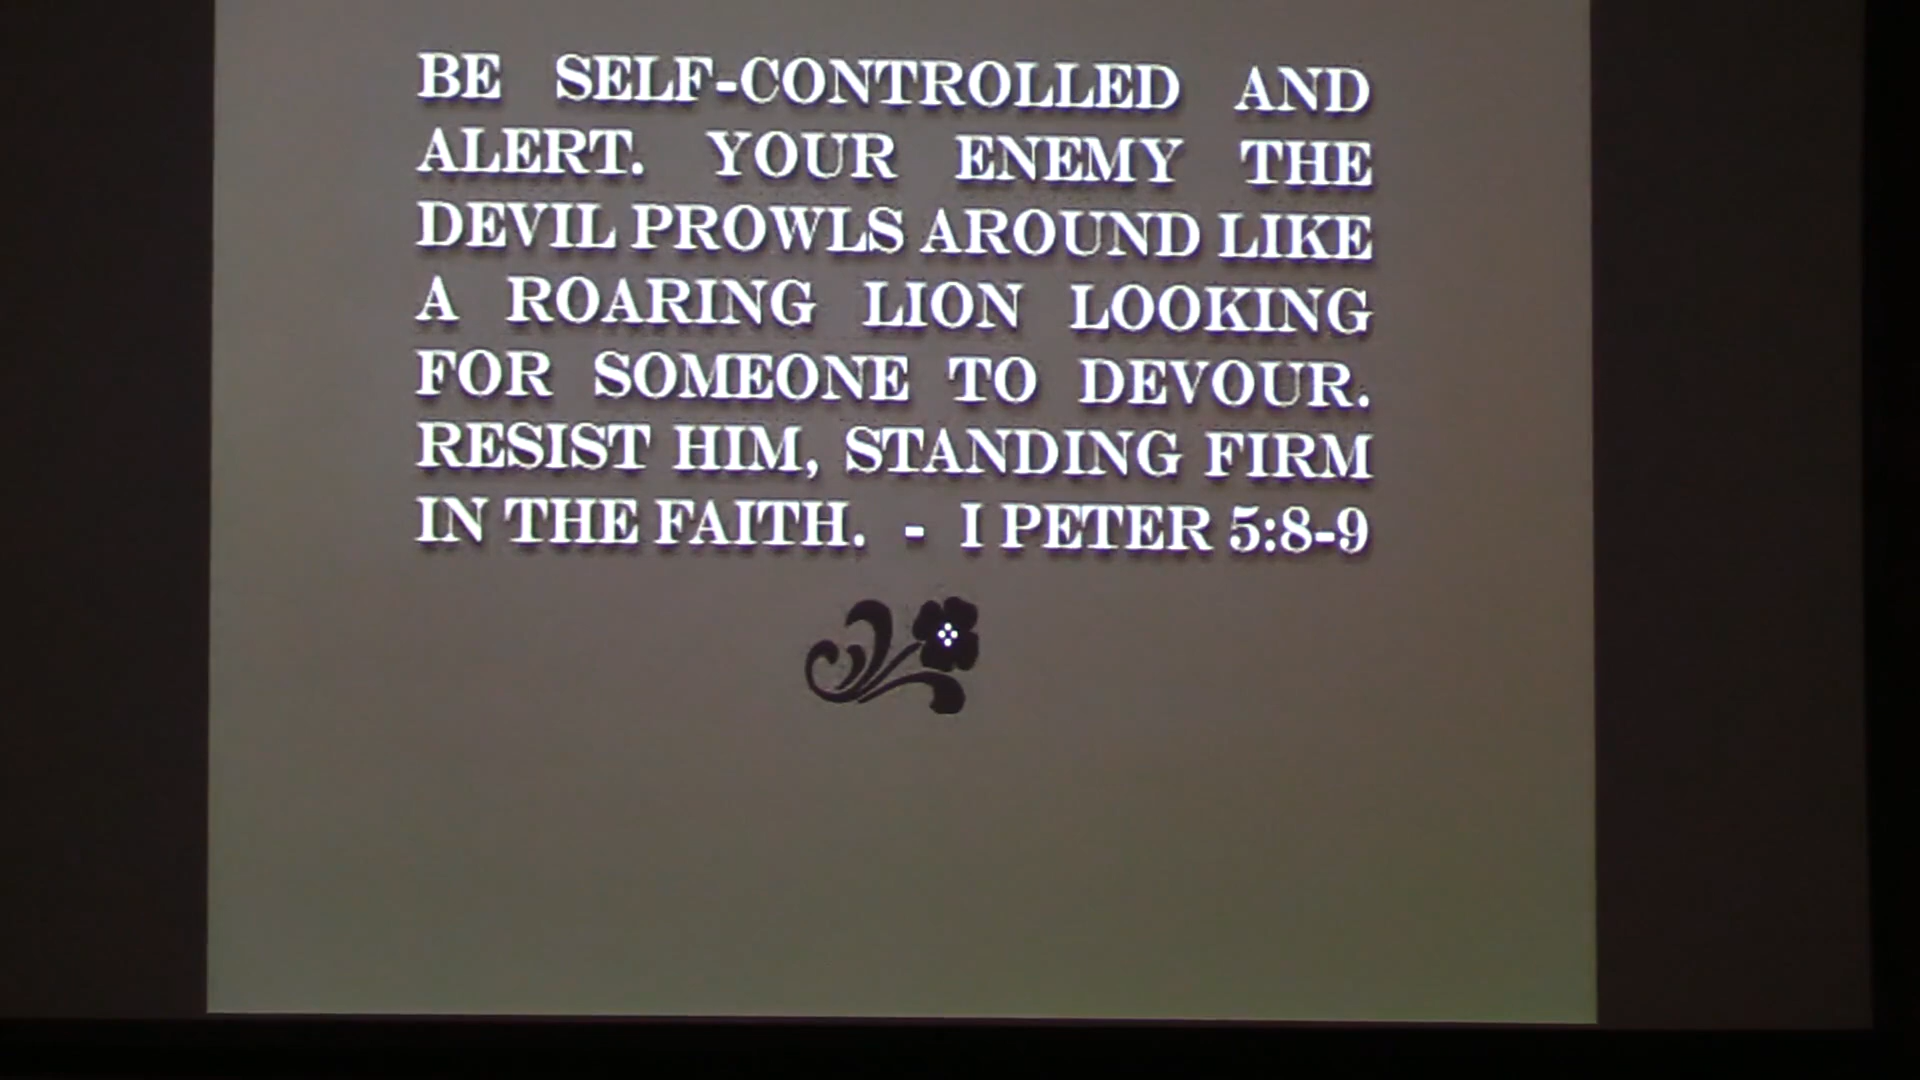 BE SELF-CONTROLLED AND
ALERT. YOUR ENEMY THE
DEVIL PROWLS AROUND LIKE
A ROARING LION LOOKING
FOR SOMEONE TO DEVOUR.
RESIST HIM, STANDING FIRM
IN THE FAITH. - I PETER 5:8-9